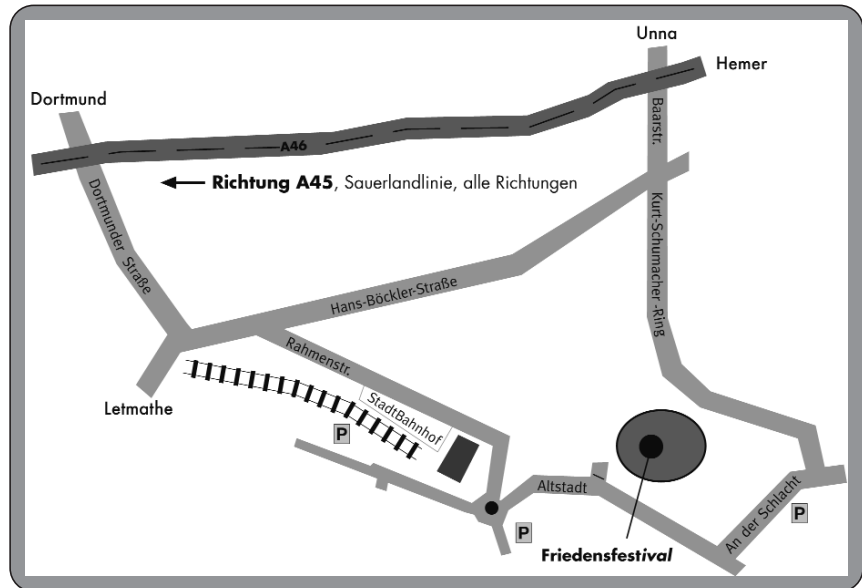 Unna
Hemer
Dortmund
Baarstr.
A46
Richtung A45, Sauerlandlinie, alle Richtungen
Dortmunder Straße
Kurt-Schumacher-Ring
Hans-Böckler-Straße
Rahmenstr.
Letmathe
StadtBahnhof
P
Altstadt
An der Schlacht
P
P
Friedensfestival